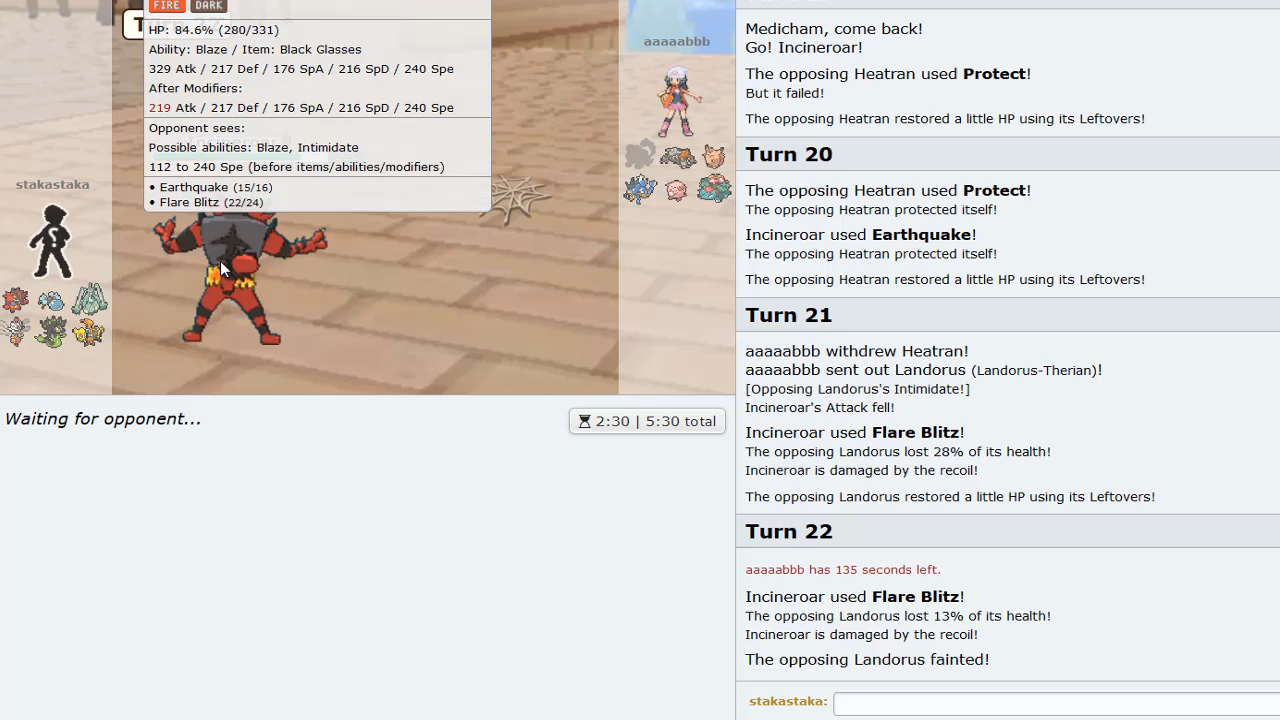 FIRE DARK
HP: 84.6% (280/331)
Ability: Blaze / Item: Black Glasses
329 Atk / 217 Def / 176 SpA / 216 SpD / 240 Spe
After Modifiers:
219 Atk / 217 Def / 176 SpA / 216 SpD / 240 Spe
Opponent sees:
Possible abilities: Blaze, Intimidate
112 to 240 Spe (before items/abilities/modifiers)
• Earthquake (15/16)
• Flare Blitz (22/24)
stakastaka
aaaaabbb
Waiting for opponent...
2:30 | 5:30 total
Medicham, come back!
Go! Incineroar!
The opposing Heatran used Protect!
But it failed!
The opposing Heatran restored a little HP using its Leftovers!
Turn 20
The opposing Heatran used Protect!
The opposing Heatran protected itself!
Incineroar used Earthquake!
The opposing Heatran protected itself!
The opposing Heatran restored a little HP using its Leftovers!
Turn 21
aaaaabbb withdrew Heatran!
aaaaabbb sent out Landorus (Landorus-Therian)!
[Opposing Landorus's Intimidate!]
Incineroar's Attack fell!
Incineroar used Flare Blitz!
The opposing Landorus lost 28% of its health!
Incineroar is damaged by the recoil!
The opposing Landorus restored a little HP using its Leftovers!
Turn 22
aaaaabbb has 135 seconds left.
Incineroar used Flare Blitz!
The opposing Landorus lost 13% of its health!
Incineroar is damaged by the recoil!
The opposing Landorus fainted!
stakastaka: